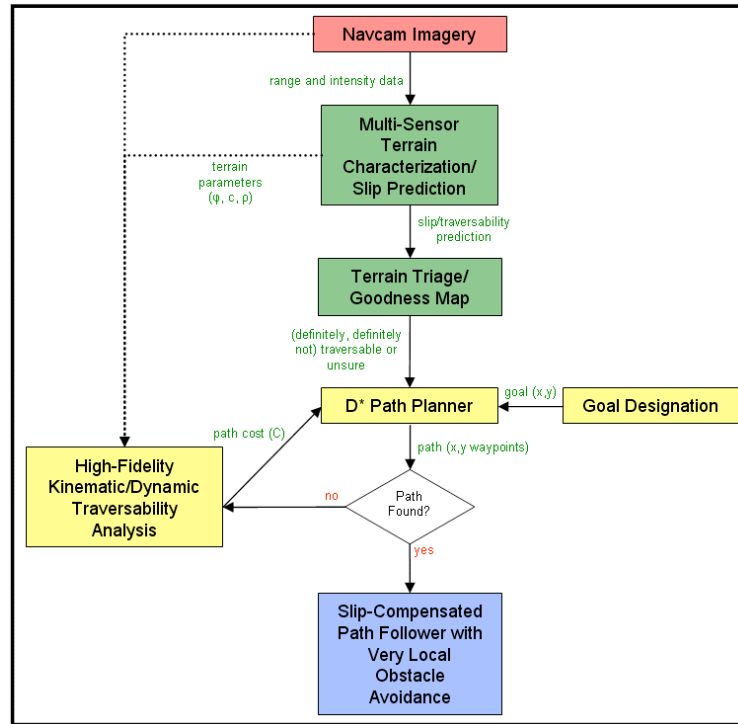 Navcam Imagery
range and intensity data
Multi-Sensor
Terrain
Characterization/
Slip Prediction
terrain
parameters
(φ, c, ρ)
slip/traversability
prediction
Terrain Triage/
Goodness Map
(definitely, definitely
not) traversable or
unsure
goal (x,y)
D* Path Planner
Goal Designation
path cost (C)
path (x,y waypoints)
High-Fidelity
Kinematic/Dynamic
Traversability
Analysis
no
Path
Found?
yes
Slip-Compensated
Path Follower with
Very Local
Obstacle
Avoidance